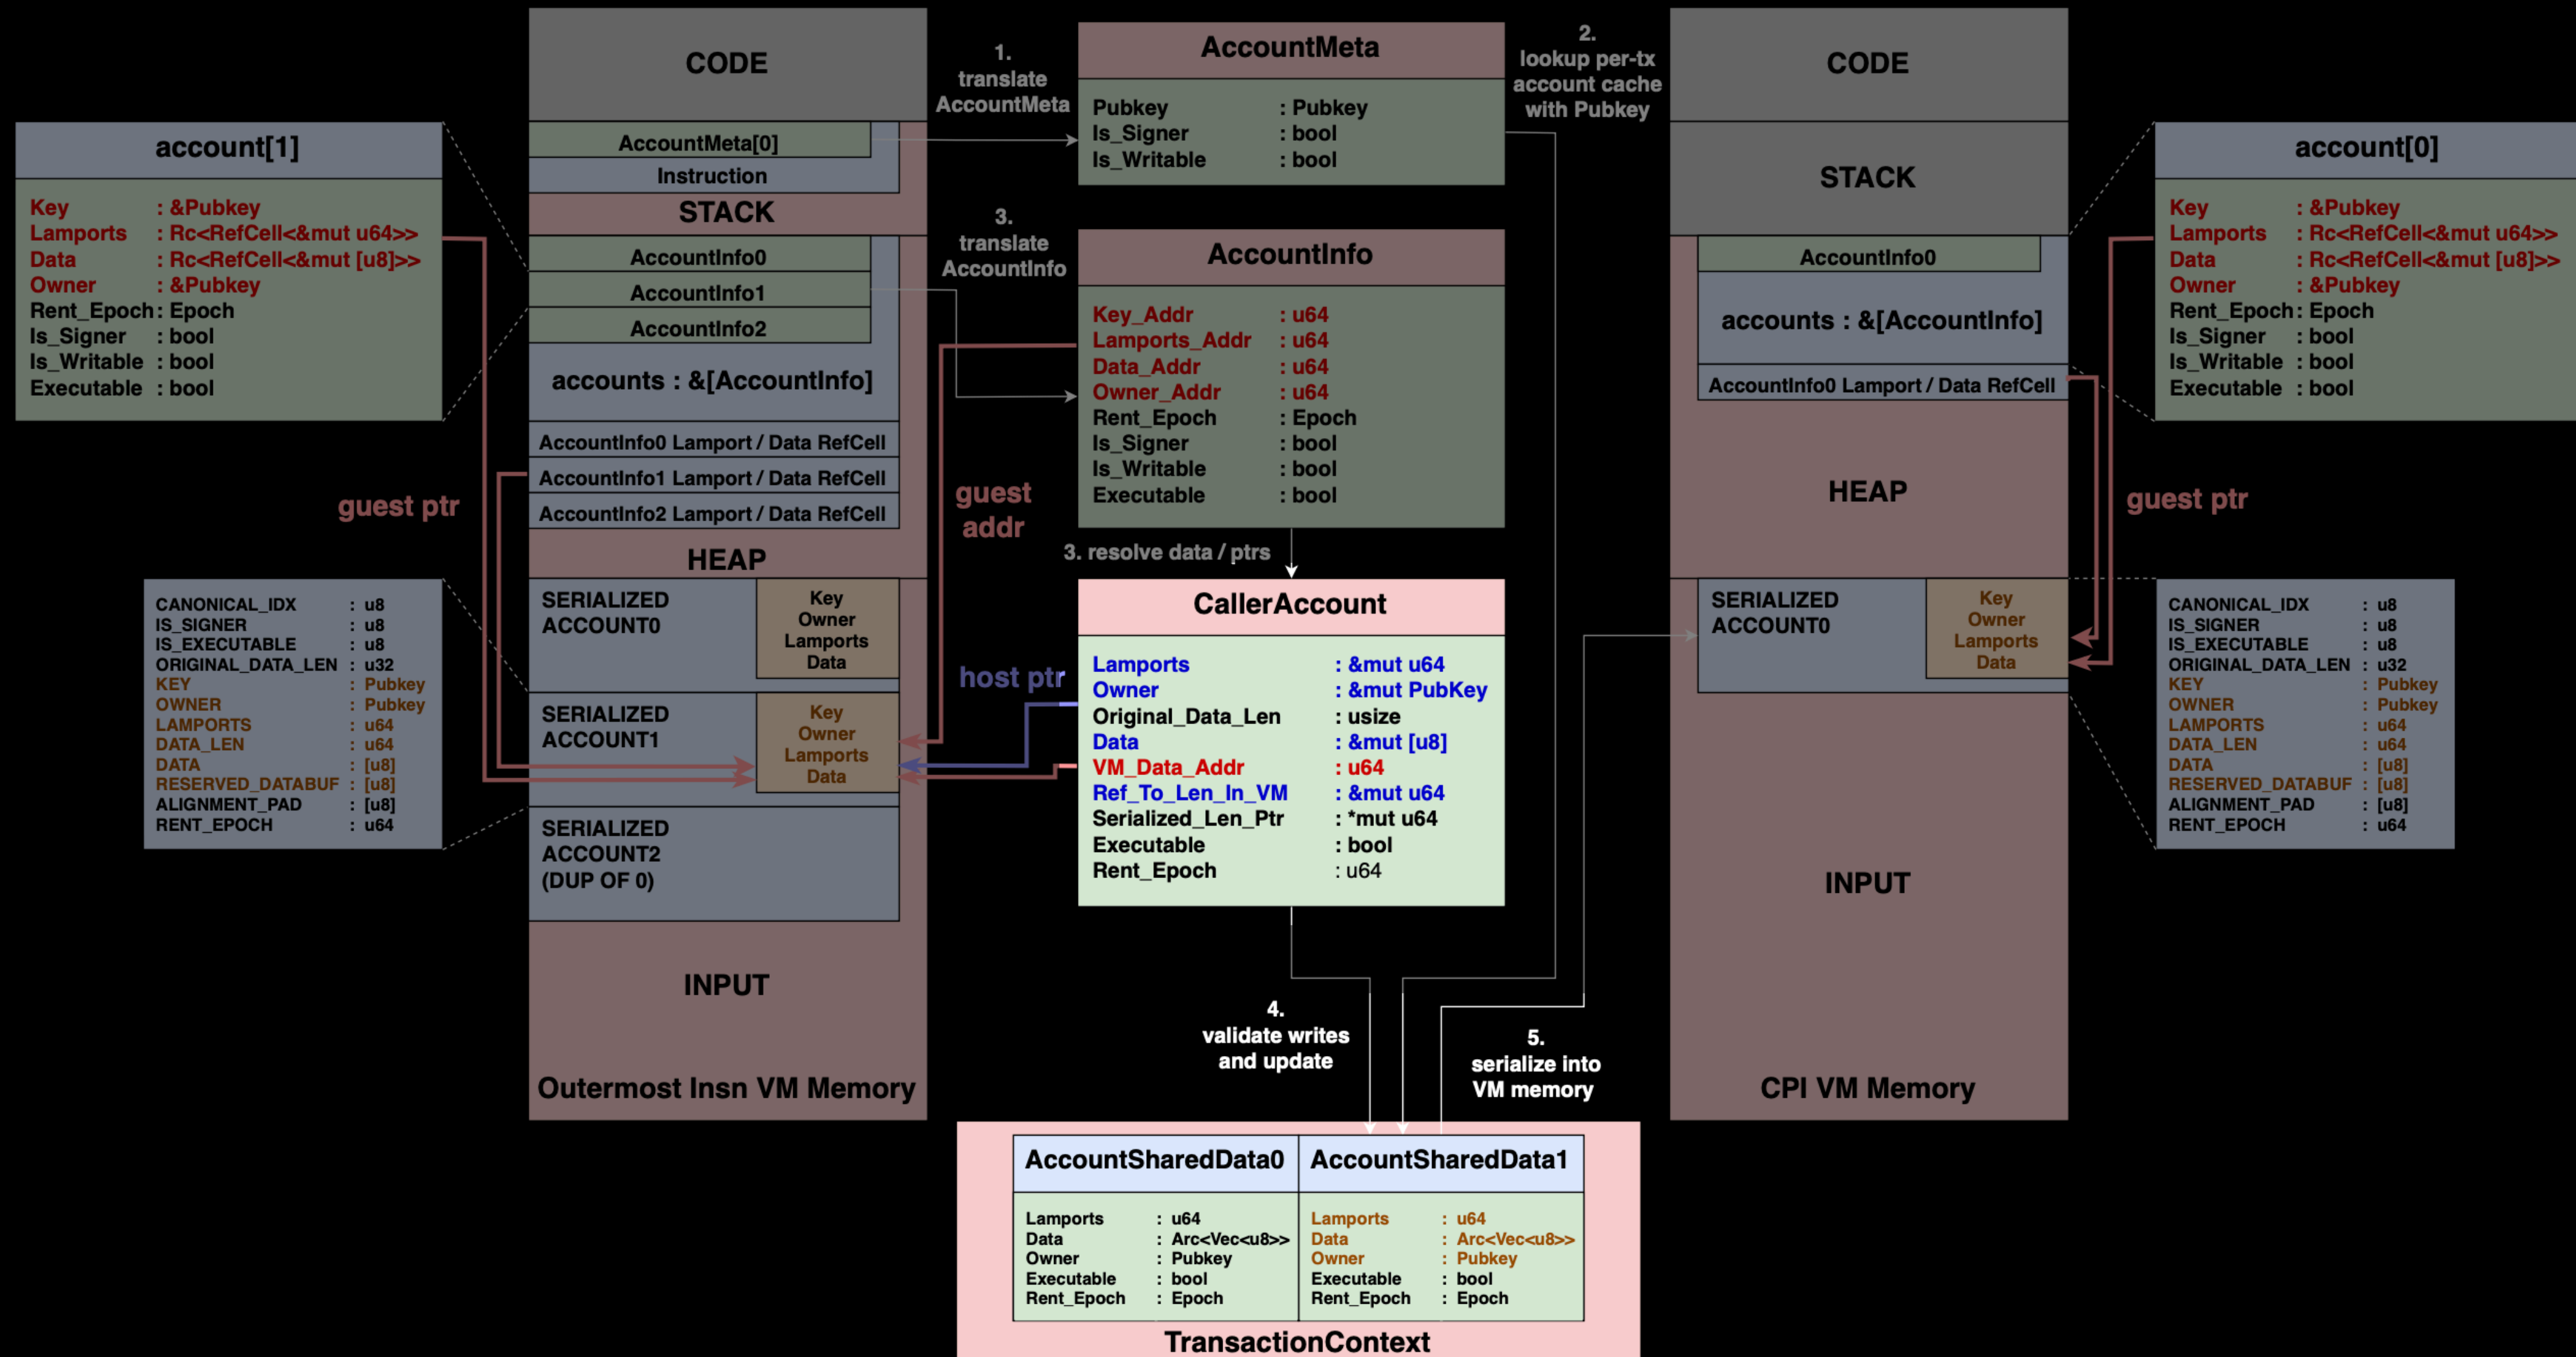 account[1]
Key : &Pubkey
Lamports : Rc<RefCell<&mut u64>>
Data : Rc<RefCell<&mut [u8]>>
Owner : &Pubkey
Rent_Epoch : Epoch
Is_Signer : bool
Is_Writable : bool
Executable : bool
guest ptr
CANONICAL_IDX : u8
IS_SIGNER : u8
IS_EXECUTABLE : u8
ORIGINAL_DATA_LEN : u32
KEY : Pubkey
OWNER : Pubkey
LAMPORTS : u64
DATA_LEN : u64
DATA : [u8]
RESERVED_DATABUF : [u8]
ALIGNMENT_PAD : [u8]
RENT_EPOCH : u64
CODE
AccountMeta[0]
Instruction
STACK
AccountInfo0
AccountInfo1
AccountInfo2
accounts : &[AccountInfo]
AccountInfo0 Lamport / Data RefCell
AccountInfo1 Lamport / Data RefCell
AccountInfo2 Lamport / Data RefCell
HEAP
SERIALIZED
ACCOUNT0
Key
Owner
Lamports
Data
SERIALIZED
ACCOUNT1
Key
Owner
Lamports
Data
SERIALIZED
ACCOUNT2
(DUP OF 0)
INPUT
Outermost Insn VM Memory
1.
translate
AccountMeta
AccountMeta
Pubkey : Pubkey
Is_Signer : bool
Is_Writable : bool
2.
lookup per-tx
account cache
with Pubkey
3.
translate
AccountInfo
AccountInfo
Key_Addr : u64
Lamports_Addr : u64
Data_Addr : u64
Owner_Addr : u64
Rent_Epoch : Epoch
Is_Signer : bool
Is_Writable : bool
Executable : bool
guest
addr
3. resolve data / ptrs
CallerAccount
Lamports : &mut u64
Owner : &mut PubKey
Original_Data_Len : usize
Data : &mut [u8]
VM_Data_Addr : u64
Ref_To_Len_In_VM : &mut u64
Serialized_Len_Ptr : *mut u64
Executable : bool
Rent_Epoch : u64
host ptr
4.
validate writes
and update
5.
serialize into
VM memory
AccountSharedData0
Lamports : u64
Data : Arc<Vec<u8>>
Owner : Pubkey
Executable : bool
Rent_Epoch : Epoch
AccountSharedData1
Lamports : u64
Data : Arc<Vec<u8>>
Owner : Pubkey
Executable : bool
Rent_Epoch : Epoch
TransactionContext
CODE
STACK
AccountInfo0
accounts : &[AccountInfo]
AccountInfo0 Lamport / Data RefCell
HEAP
SERIALIZED
ACCOUNT0
Key
Owner
Lamports
Data
INPUT
CPI VM Memory
account[0]
Key : &Pubkey
Lamports : Rc<RefCell<&mut u64>>
Data : Rc<RefCell<&mut [u8]>>
Owner : &Pubkey
Rent_Epoch : Epoch
Is_Signer : bool
Is_Writable : bool
Executable : bool
guest ptr
CANONICAL_IDX : u8
IS_SIGNER : u8
IS_EXECUTABLE : u8
ORIGINAL_DATA_LEN : u32
KEY : Pubkey
OWNER : Pubkey
LAMPORTS : u64
DATA_LEN : u64
DATA : [u8]
RESERVED_DATABUF : [u8]
ALIGNMENT_PAD : [u8]
RENT_EPOCH : u64